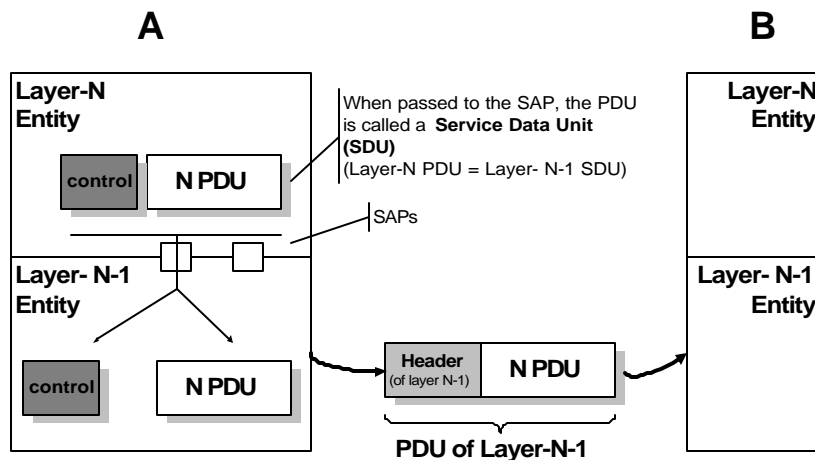 A
B
Layer-N
Entity
When passed to the SAP, the PDU
is called a Service Data Unit
(SDU)
(Layer-N PDU = Layer- N-1 SDU)
Layer-N
Entity
control
N PDU
SAPs
Layer- N-1
Entity
Layer- N-1
Entity
control
N PDU
Header
(of layer N-1)
N PDU
PDU of Layer-N-1